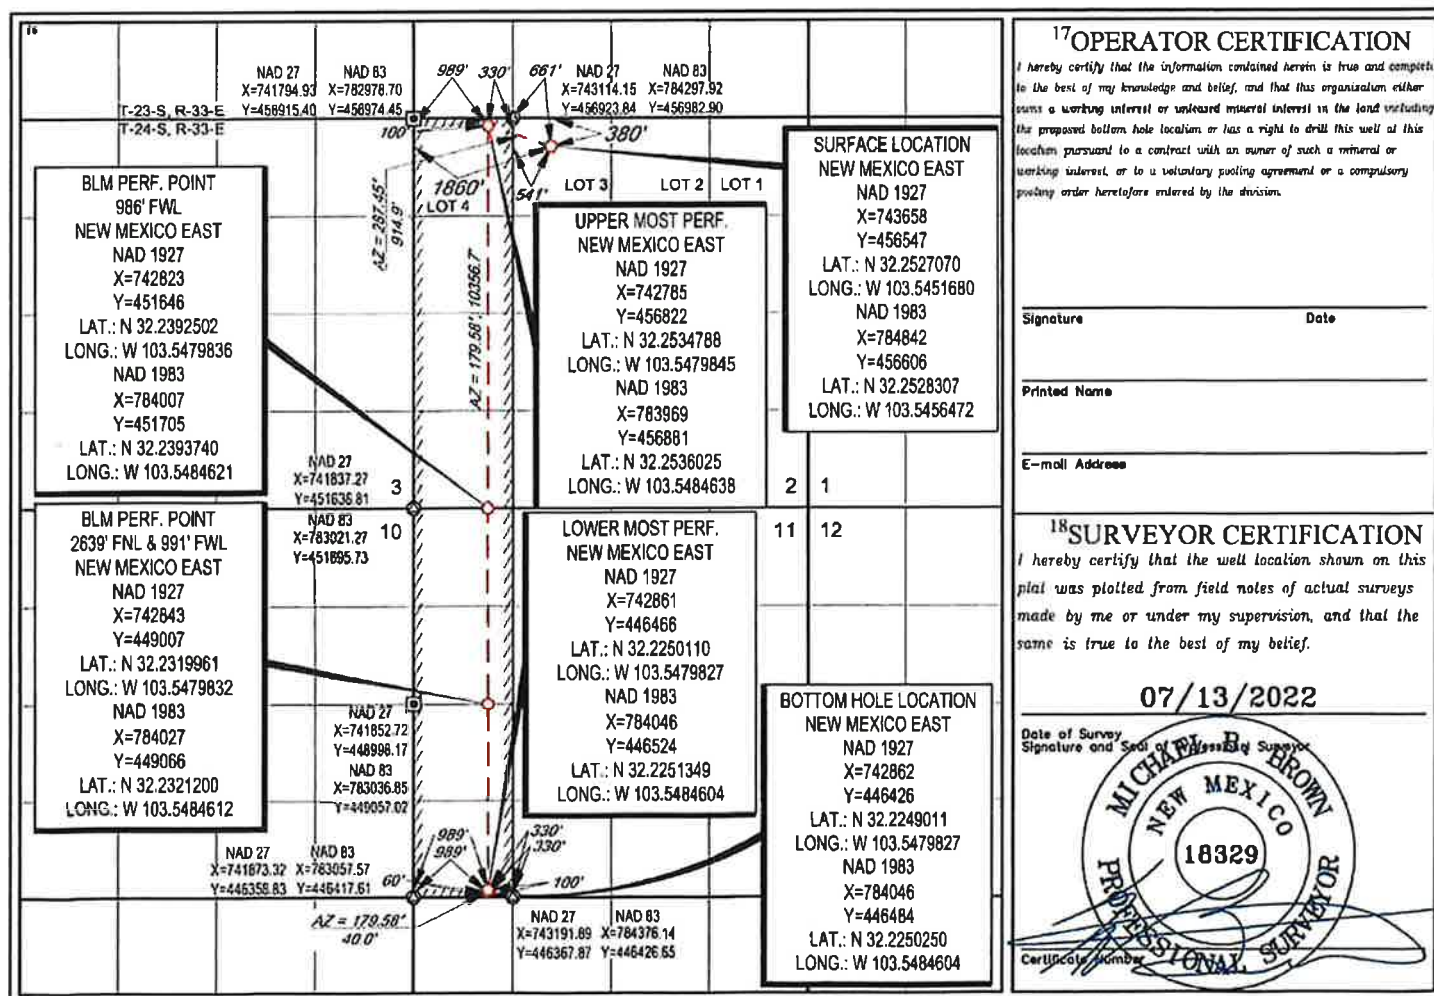 16
NAD 27
X=741794.93
Y=456915.40
NAD 83
X=782978.70
Y=456974.45
989' 330' 661'
NAD 27
X=743114.15
Y=456923.84
NAD 83
X=784297.92
Y=456982.90
T-23-S, R-33-E
T-24-S, R-33-E
100'
380'
1860'
541'
LOT 4
LOT 3
LOT 2
LOT 1
AZ = 267.45°
914.9'
AZ = 179.58°, 10356.7'
BLM PERF. POINT
986' FWL
NEW MEXICO EAST
NAD 1927
X=742823
Y=451646
LAT.: N 32.2392502
LONG.: W 103.5479836
NAD 1983
X=784007
Y=451705
LAT.: N 32.2393740
LONG.: W 103.5484621
UPPER MOST PERF.
NEW MEXICO EAST
NAD 1927
X=742785
Y=456822
LAT.: N 32.2534788
LONG.: W 103.5479845
NAD 1983
X=783969
Y=456881
LAT.: N 32.2536025
LONG.: W 103.5484638
SURFACE LOCATION
NEW MEXICO EAST
NAD 1927
X=743658
Y=456547
LAT.: N 32.2527070
LONG.: W 103.5451680
NAD 1983
X=784842
Y=456606
LAT.: N 32.2528307
LONG.: W 103.5456472
NAD 27
X=741837.27
Y=451636.81
NAD 83
X=783021.27
Y=451695.73
3
10
2 1
11 12
BLM PERF. POINT
2639' FNL & 991' FWL
NEW MEXICO EAST
NAD 1927
X=742843
Y=449007
LAT.: N 32.2319961
LONG.: W 103.5479832
NAD 1983
X=784027
Y=449066
LAT.: N 32.2321200
LONG.: W 103.5484612
LOWER MOST PERF.
NEW MEXICO EAST
NAD 1927
X=742861
Y=446466
LAT.: N 32.2250110
LONG.: W 103.5479827
NAD 1983
X=784046
Y=446524
LAT.: N 32.2251349
LONG.: W 103.5484604
NAD 27
X=741852.72
Y=448998.17
NAD 83
X=783036.85
Y=449057.02
BOTTOM HOLE LOCATION
NEW MEXICO EAST
NAD 1927
X=742862
Y=446426
LAT.: N 32.2249011
LONG.: W 103.5479827
NAD 1983
X=784046
Y=446484
LAT.: N 32.2250250
LONG.: W 103.5484604
NAD 27
X=741873.32
Y=446358.83
NAD 83
X=783057.57
Y=446417.61
989'
989'
330'
330'
60'
100'
AZ = 179.58°
40.0'
NAD 27
X=743191.89
Y=446367.87
NAD 83
X=784376.14
Y=446426.65
17 OPERATOR CERTIFICATION
I hereby certify that the information contained herein is true and complete
to the best of my knowledge and belief, and that this organization either
owns a working interest or unleased mineral interest in the land including
the proposed bottom hole location or has a right to drill this well at this
location pursuant to a contract with an owner of such a mineral or
working interest, or to a voluntary pooling agreement or a compulsory
pooling order heretofore entered by the division.
Signature Date
Printed Name
E-mail Address
18 SURVEYOR CERTIFICATION
I hereby certify that the well location shown on this
plat was plotted from field notes of actual surveys
made by me or under my supervision, and that the
same is true to the best of my belief.
07/13/2022
Date of Survey
Signature and Seal of Professional Surveyor
MICHAEL B. BROWN
NEW MEXICO
18329
PROFESSIONAL SURVEYOR
Certificate Number